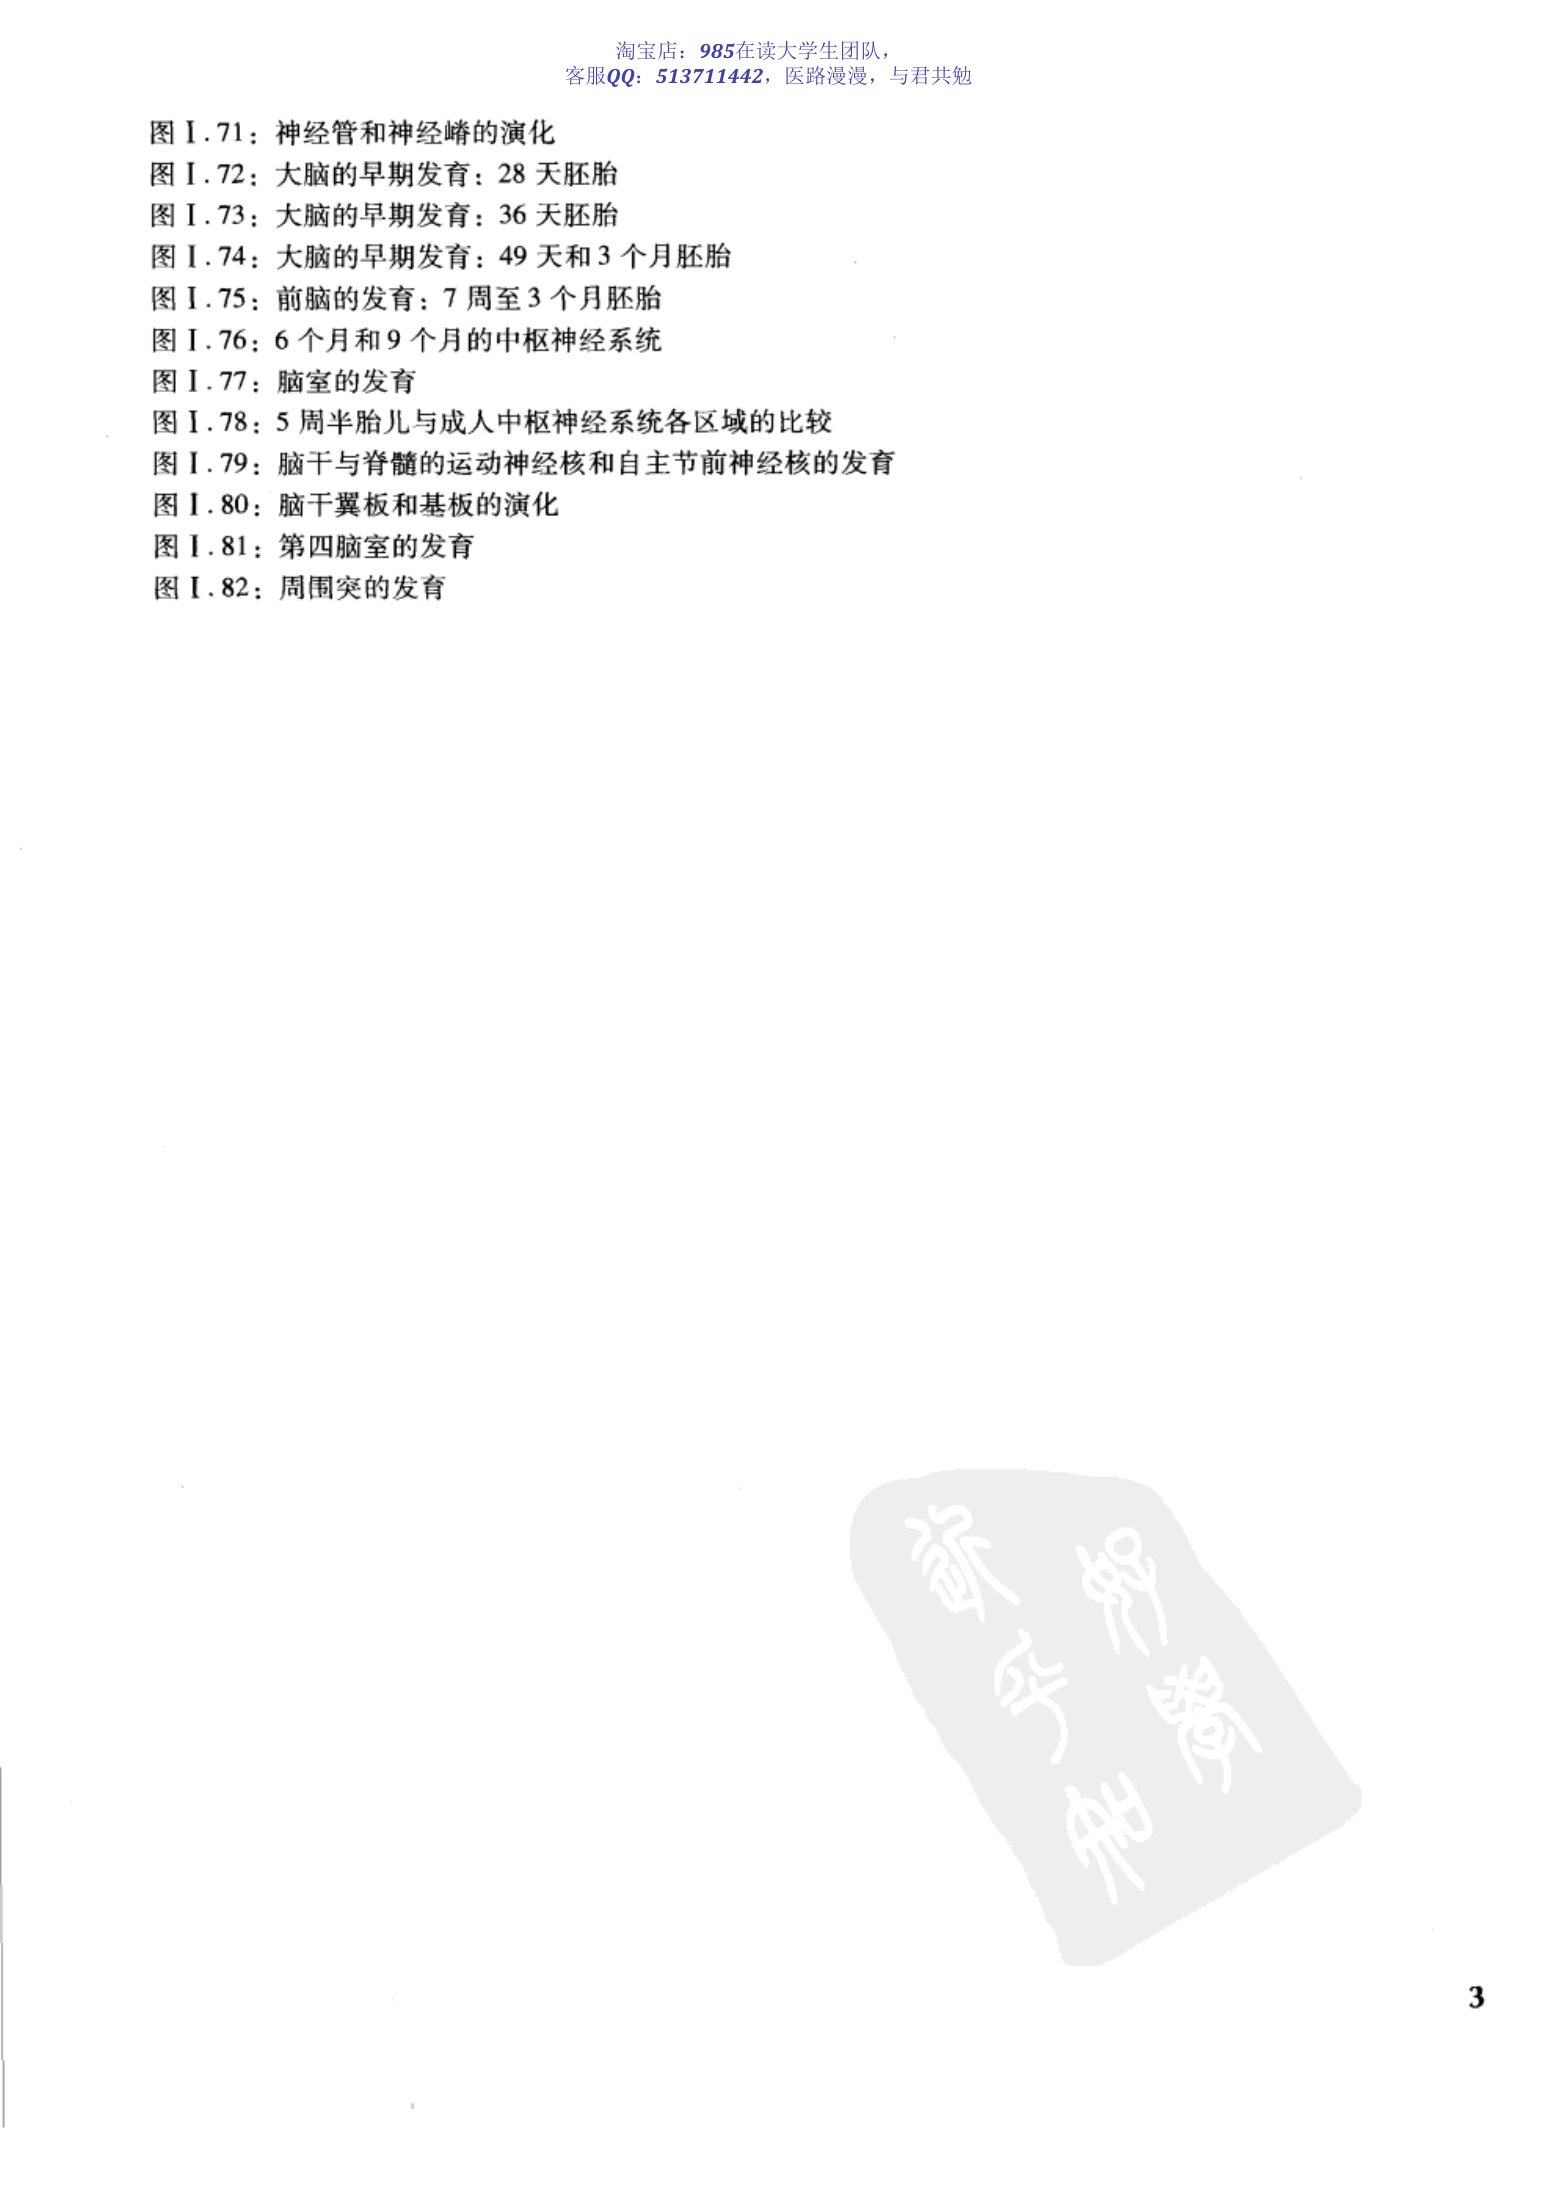 淘宝店：985在读大学生团队，
客服QQ：513711442，医路漫漫，与君共勉
图Ⅰ.71：神经管和神经嵴的演化
图Ⅰ.72：大脑的早期发育：28 天胚胎
图Ⅰ.73：大脑的早期发育：36 天胚胎
图Ⅰ.74：大脑的早期发育：49 天和 3 个月胚胎
图Ⅰ.75：前脑的发育：7 周至 3 个月胚胎
图Ⅰ.76：6 个月和 9 个月的中枢神经系统
图Ⅰ.77：脑室的发育
图Ⅰ.78：5 周半胎儿与成人中枢神经系统各区域的比较
图Ⅰ.79：脑干与脊髓的运动神经核和自主节前神经核的发育
图Ⅰ.80：脑干翼板和基板的演化
图Ⅰ.81：第四脑室的发育
图Ⅰ.82：周围突的发育
3